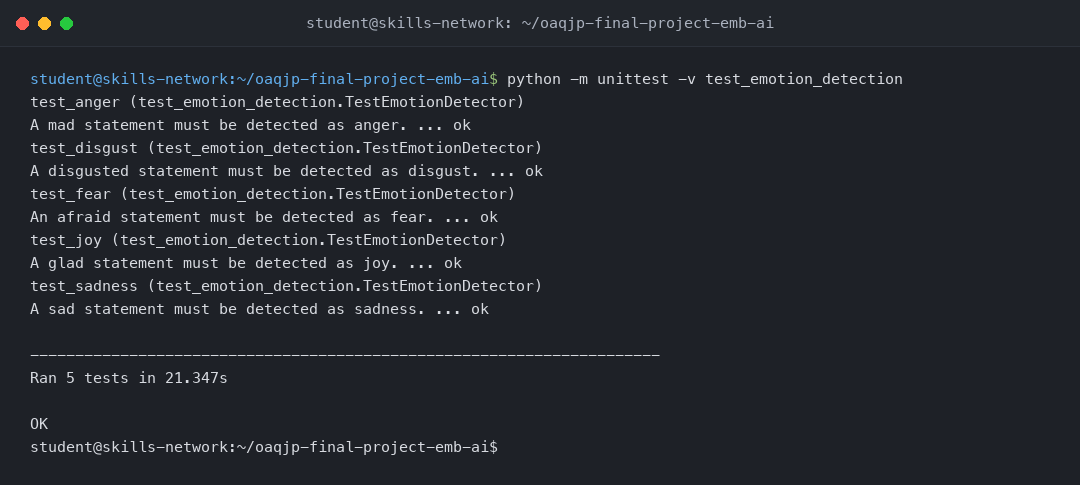 student@skills-network: ~/oaqjp-final-project-emb-ai
student@skills-network:~/oaqjp-final-project-emb-ai$ python -m unittest -v test_emotion_detection
test_anger (test_emotion_detection.TestEmotionDetector)
A mad statement must be detected as anger. ... ok
test_disgust (test_emotion_detection.TestEmotionDetector)
A disgusted statement must be detected as disgust. ... ok
test_fear (test_emotion_detection.TestEmotionDetector)
An afraid statement must be detected as fear. ... ok
test_joy (test_emotion_detection.TestEmotionDetector)
A glad statement must be detected as joy. ... ok
test_sadness (test_emotion_detection.TestEmotionDetector)
A sad statement must be detected as sadness. ... ok
----------------------------------------------------------------------
Ran 5 tests in 21.347s
OK
student@skills-network:~/oaqjp-final-project-emb-ai$